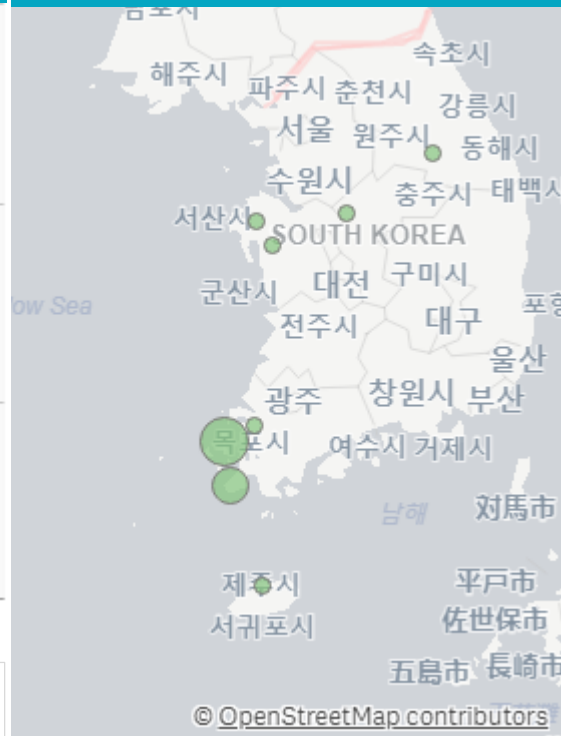 남포시
속초시
해주시
파주시 춘천시
강릉시
서울 원주시
동해시
수원시
충주시 태백시
서산시
SOUTH KOREA
대전 구미시
군산시
ow Sea
포항
전주시
대구
울산
창원시 부산
광주
목포시
여수시 거제시
남해
対馬市
제주시
平戸市
서귀포시
佐世保市
五島市 長崎市
© OpenStreetMap contributors